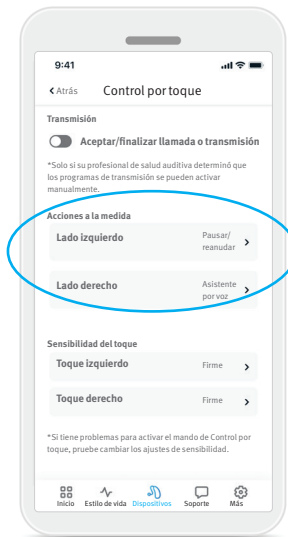 9:41
Atrás Control por toque
Transmisión
Aceptar/finalizar llamada o transmisión
*Solo si su profesional de salud auditiva determinó que
los programas de transmisión se pueden activar
manualmente.
Acciones a la medida
Lado izquierdo Pausar/
reanudar
Lado derecho Asistente
por voz
Sensibilidad del toque
Toque izquierdo Firme
Toque derecho Firme
*Si tiene problemas para activar el mando de Control por
toque, pruebe cambiar los ajustes de sensibilidad.
Inicio Estilo de vida Dispositivos Soporte Más